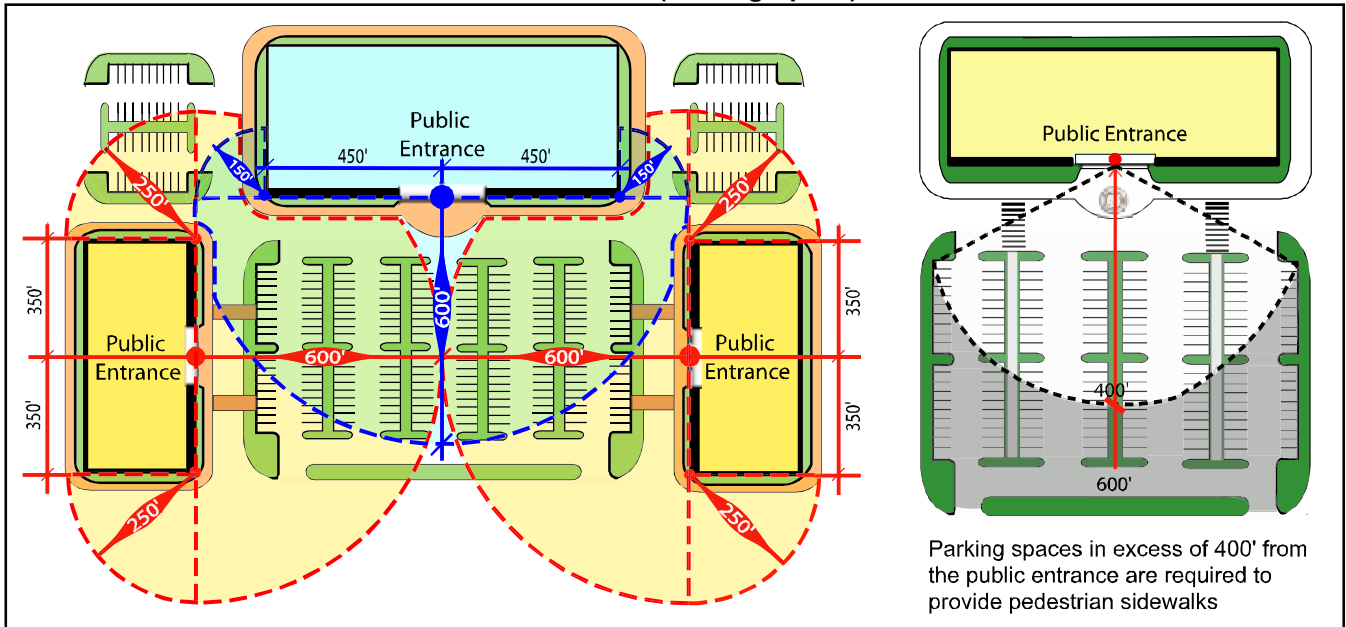 Public
Entrance
450'
450'
150'
150'
250'
250'
350'
350'
350'
350'
Public
Entrance
Public
Entrance
600'
600'
600'
250'
250'
Public Entrance
400'
600'
Parking spaces in excess of 400' from
the public entrance are required to
provide pedestrian sidewalks